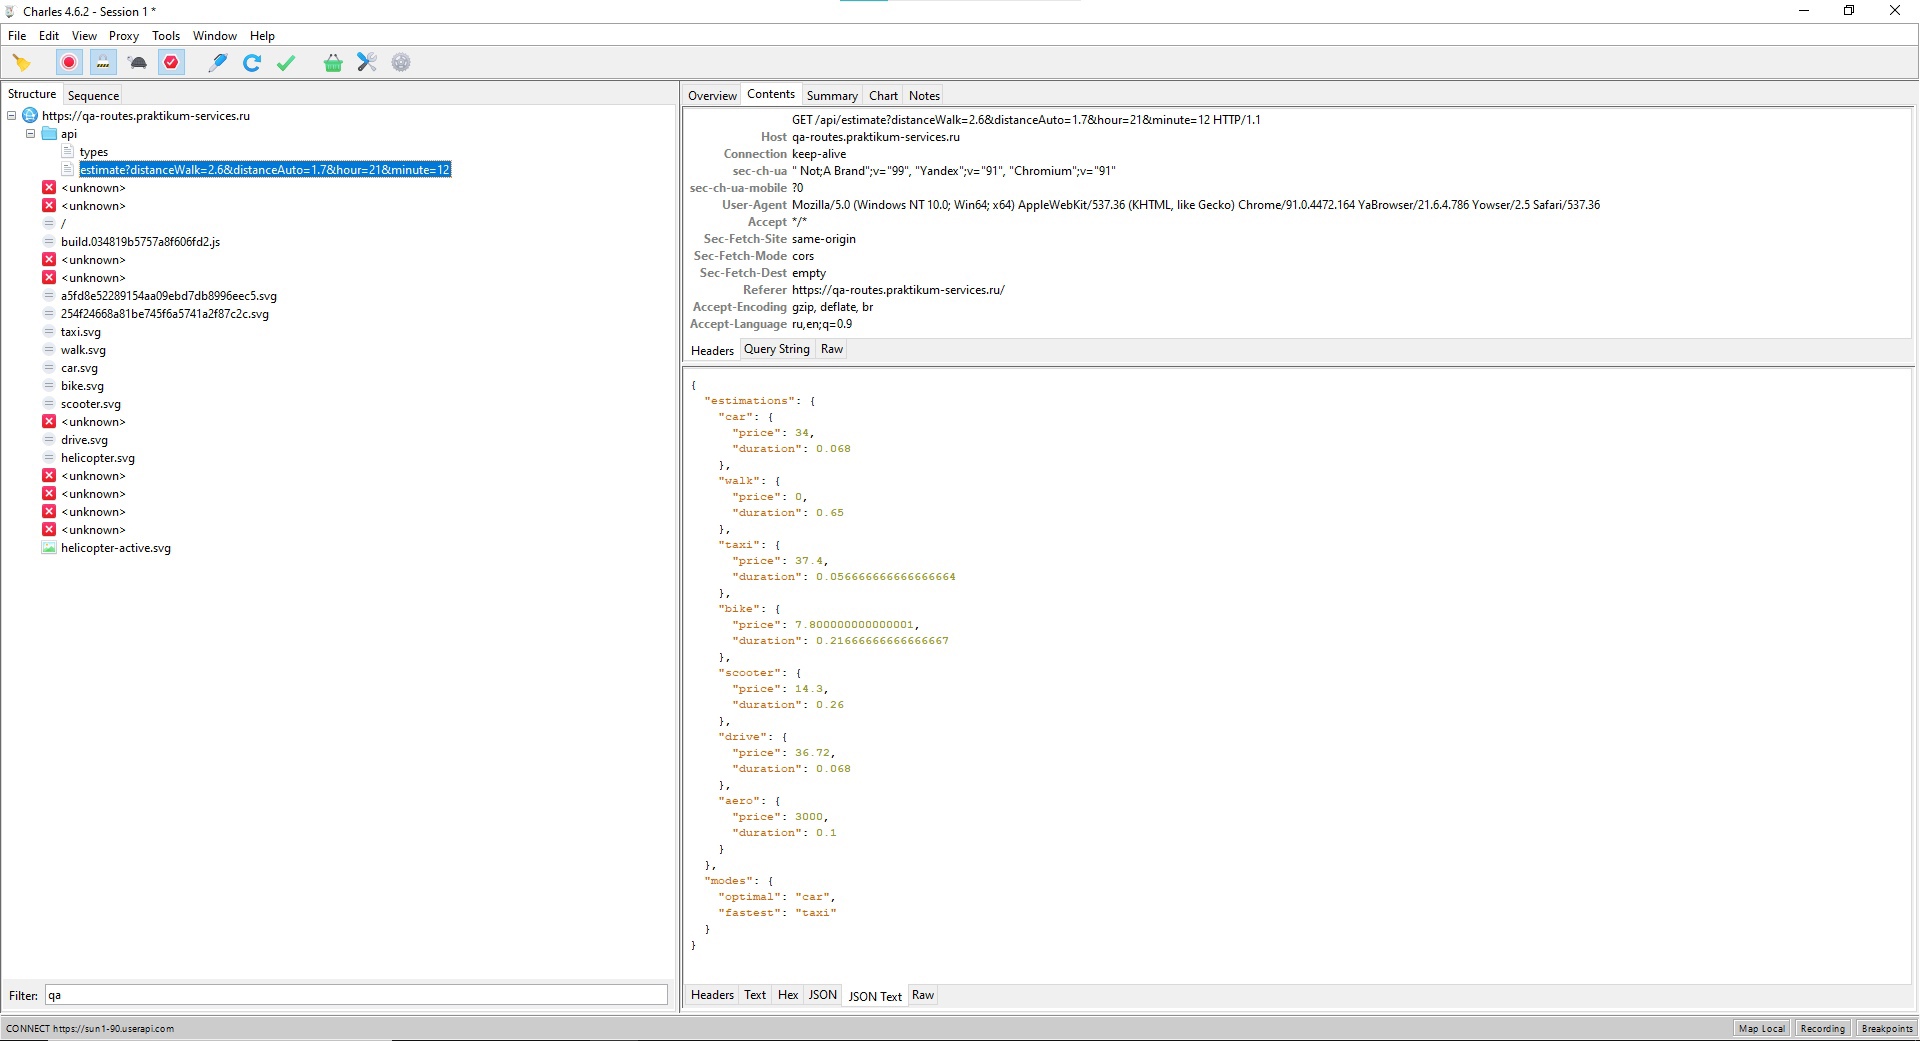 Charles 4.6.2 - Session 1 *
File Edit View Proxy Tools Window Help
Structure Sequence
https://qa-routes.praktikum-services.ru
api
types
estimate?distanceWalk=2.6&distanceAuto=1.7&hour=21&minute=12
<unknown>
<unknown>
/
build.034819b5757a8f606fd2.js
<unknown>
<unknown>
a5fd8e52289154aa09ebd7db8996eec5.svg
254f24668a81be745f6a5741a2f87c2c.svg
taxi.svg
walk.svg
car.svg
bike.svg
scooter.svg
<unknown>
drive.svg
helicopter.svg
<unknown>
<unknown>
<unknown>
<unknown>
helicopter-active.svg
Filter: qa
Overview Contents Summary Chart Notes
GET /api/estimate?distanceWalk=2.6&distanceAuto=1.7&hour=21&minute=12 HTTP/1.1
Host qa-routes.praktikum-services.ru
Connection keep-alive
sec-ch-ua " Not;A Brand";v="99", "Yandex";v="91", "Chromium";v="91"
sec-ch-ua-mobile ?0
User-Agent Mozilla/5.0 (Windows NT 10.0; Win64; x64) AppleWebKit/537.36 (KHTML, like Gecko) Chrome/91.0.4472.164 YaBrowser/21.6.4.786 Yowser/2.5 Safari/537.36
Accept */*
Sec-Fetch-Site same-origin
Sec-Fetch-Mode cors
Sec-Fetch-Dest empty
Referer https://qa-routes.praktikum-services.ru/
Accept-Encoding gzip, deflate, br
Accept-Language ru,en;q=0.9
Headers Query String Raw
{
"estimations": {
"car": {
"price": 34,
"duration": 0.068
},
"walk": {
"price": 0,
"duration": 0.65
},
"taxi": {
"price": 37.4,
"duration": 0.056666666666666664
},
"bike": {
"price": 7.800000000000001,
"duration": 0.21666666666666667
},
"scooter": {
"price": 14.3,
"duration": 0.26
},
"drive": {
"price": 36.72,
"duration": 0.068
},
"aero": {
"price": 3000,
"duration": 0.1
}
},
"modes": {
"optimal": "car",
"fastest": "taxi"
}
}
Headers Text Hex JSON JSON Text Raw
CONNECT https://sun1-90.userapi.com
Map Local Recording Breakpoints